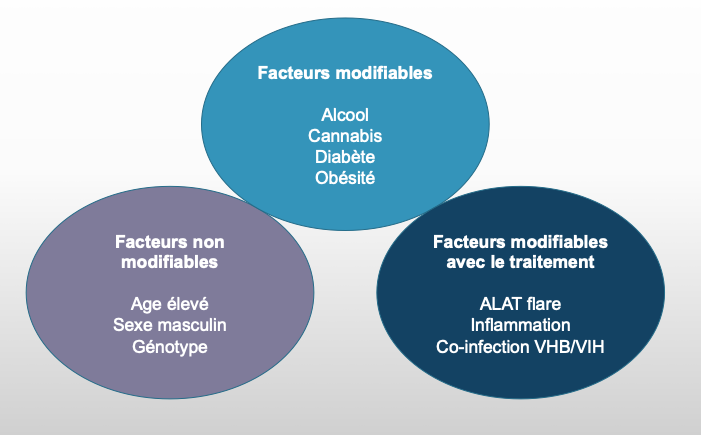 Facteurs modifiables
Alcool
Cannabis
Diabète
Obésité
Facteurs non
modifiables
Age élevé
Sexe masculin
Génotype
Facteurs modifiables
avec le traitement
ALAT flare
Inflammation
Co-infection VHB/VIH